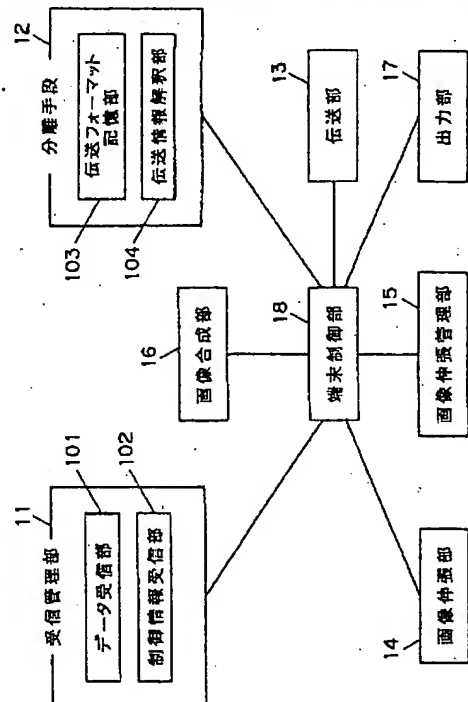 11
受信管理部
101
データ受信部
102
制御情報受信部
12
分離手段
伝送フォーマット
記憶部
103
伝送情報解釈部
104
16
画像合成部
13
伝送部
18
端末制御部
14
画像伸張部
15
画像伸張管理部
17
出力部